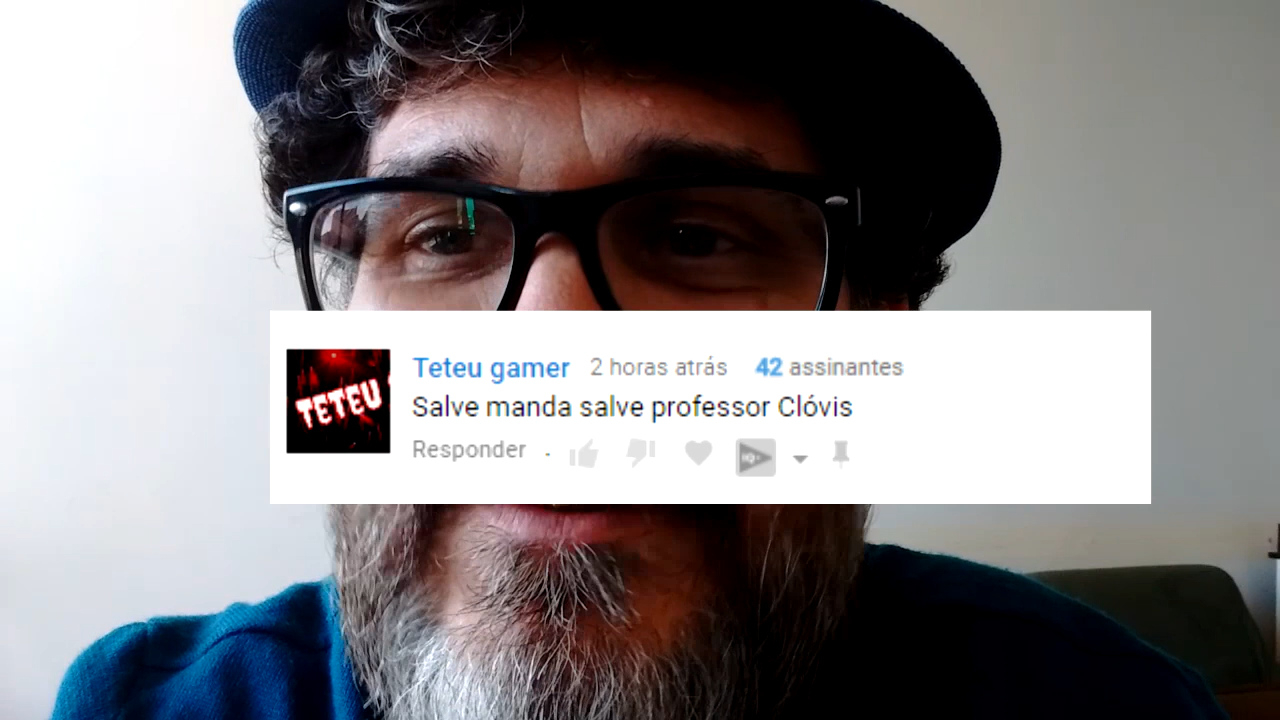 TETEU
Teteu gamer 2 horas atrás 42 assinantes
Salve manda salve professor Clóvis
Responder